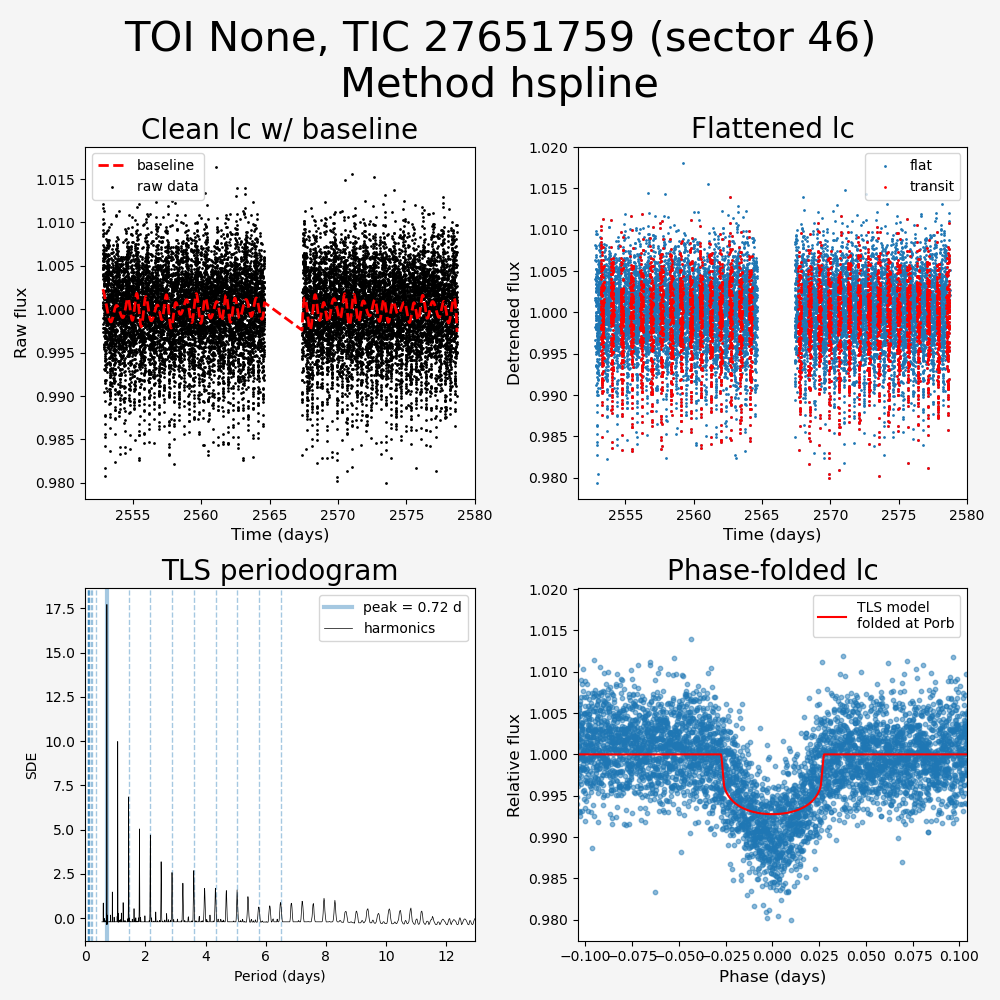 TOI None, TIC 27651759 (sector 46)
Method hspline
Clean lc w/ baseline
baseline
raw data
1.015
1.010
1.005
1.000
0.995
0.990
0.985
0.980
Raw flux
2555
2560
2565
2570
2575
2580
Time (days)
Flattened lc
flat
transit
1.020
1.015
1.010
1.005
1.000
0.995
0.990
0.985
0.980
Detrended flux
2555
2560
2565
2570
2575
2580
Time (days)
TLS periodogram
peak = 0.72 d
harmonics
17.5
15.0
12.5
10.0
7.5
5.0
2.5
0.0
SDE
0
2
4
6
8
10
12
Period (days)
Phase-folded lc
TLS model
folded at Porb
1.020
1.015
1.010
1.005
1.000
0.995
0.990
0.985
0.980
Relative flux
−0.100
−0.075
−0.050
−0.025
0.000
0.025
0.050
0.075
0.100
Phase (days)